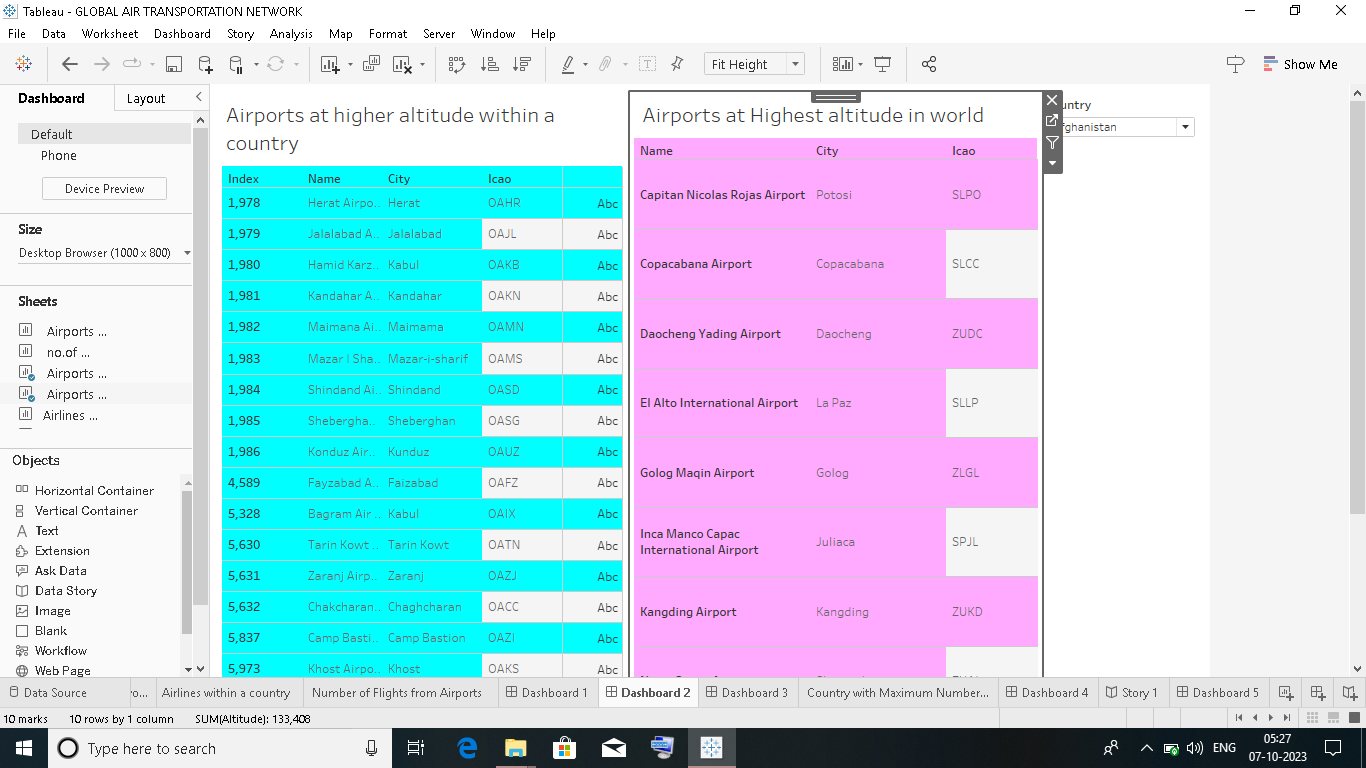 Tableau - GLOBAL AIR TRANSPORTATION NETWORK
File Data Worksheet Dashboard Story Analysis Map Format Server Window Help
Fit Height
Show Me
Dashboard
Layout
Default
Phone
Device Preview
Size
Desktop Browser (1000 x 800)
Sheets
Airports ...
no.of ...
Airports ...
Airports ...
Airlines ...
Objects
Horizontal Container
Vertical Container
Text
Extension
Ask Data
Data Story
Image
Blank
Workflow
Web Page
Airports at higher altitude within a
country
Index Name City Icao
1,978 Herat Airpo.. Herat OAHR Abc
1,979 Jalalabad A.. Jalalabad OAJL Abc
1,980 Hamid Karz.. Kabul OAKB Abc
1,981 Kandahar A.. Kandahar OAKN Abc
1,982 Maimana Ai.. Maimama OAMN Abc
1,983 Mazar I Sha.. Mazar-i-sharif OAMS Abc
1,984 Shindand Ai.. Shindand OASD Abc
1,985 Shebergha.. Sheberghan OASG Abc
1,986 Konduz Air.. Kunduz OAUZ Abc
4,589 Fayzabad A.. Faizabad OAFZ Abc
5,328 Bagram Air .. Kabul OAIX Abc
5,630 Tarin Kowt .. Tarin Kowt OATN Abc
5,631 Zaranj Airp.. Zaranj OAZJ Abc
5,632 Chakcharan.. Chaghcharan OACC Abc
5,837 Camp Basti.. Camp Bastion OAZI Abc
5,973 Khost Airpo.. Khost OAKS Abc
Airports at Highest altitude in world
Name City Icao
Capitan Nicolas Rojas Airport Potosi SLPO
Copacabana Airport Copacabana SLCC
Daocheng Yading Airport Daocheng ZUDC
El Alto International Airport La Paz SLLP
Golog Maqin Airport Golog ZLGL
Inca Manco Capac
International Airport Juliaca SPJL
Kangding Airport Kangding ZUKD
untry
ghanistan
Data Source
ro...
Airlines within a country
Number of Flights from Airports
Dashboard 1
Dashboard 2
Dashboard 3
Country with Maximum Number...
Dashboard 4
Story 1
Dashboard 5
10 marks 10 rows by 1 column SUM(Altitude): 133,408
Type here to search
ENG
05:27
07-10-2023